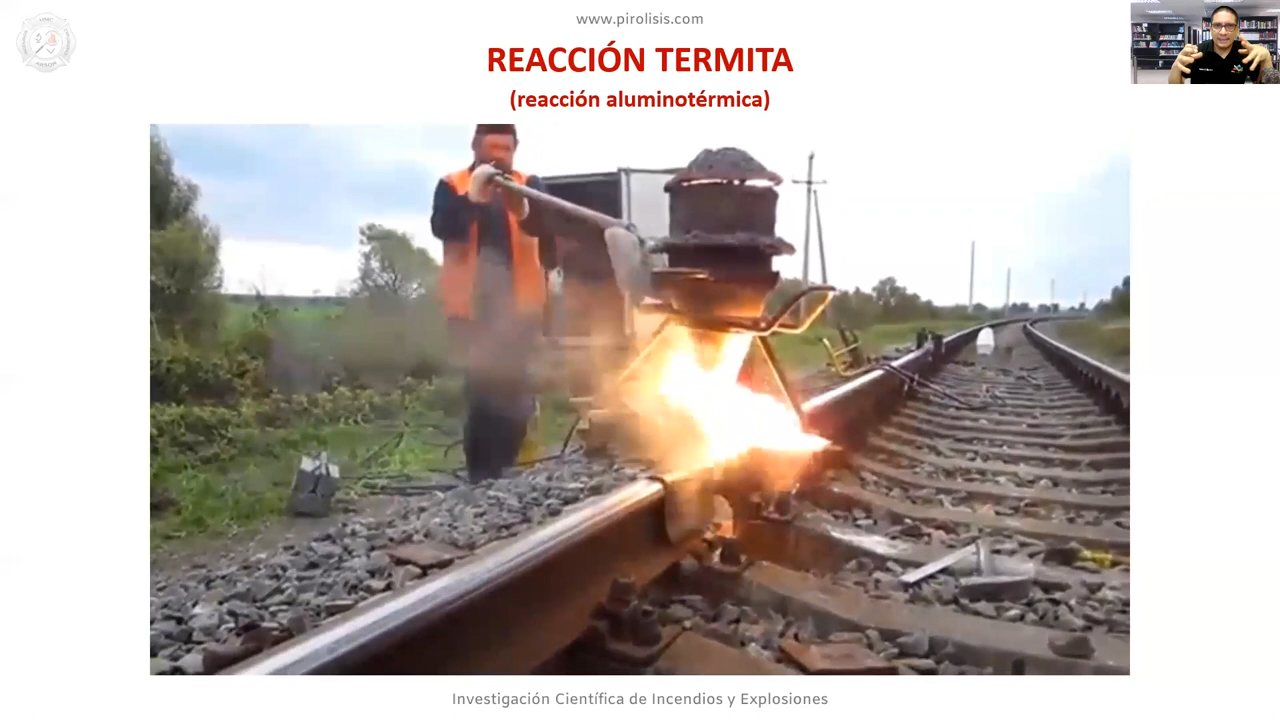 www.pirolisis.com
REACCIÓN TERMITA
(reacción aluminotérmica)
Investigación Científica de Incendios y Explosiones